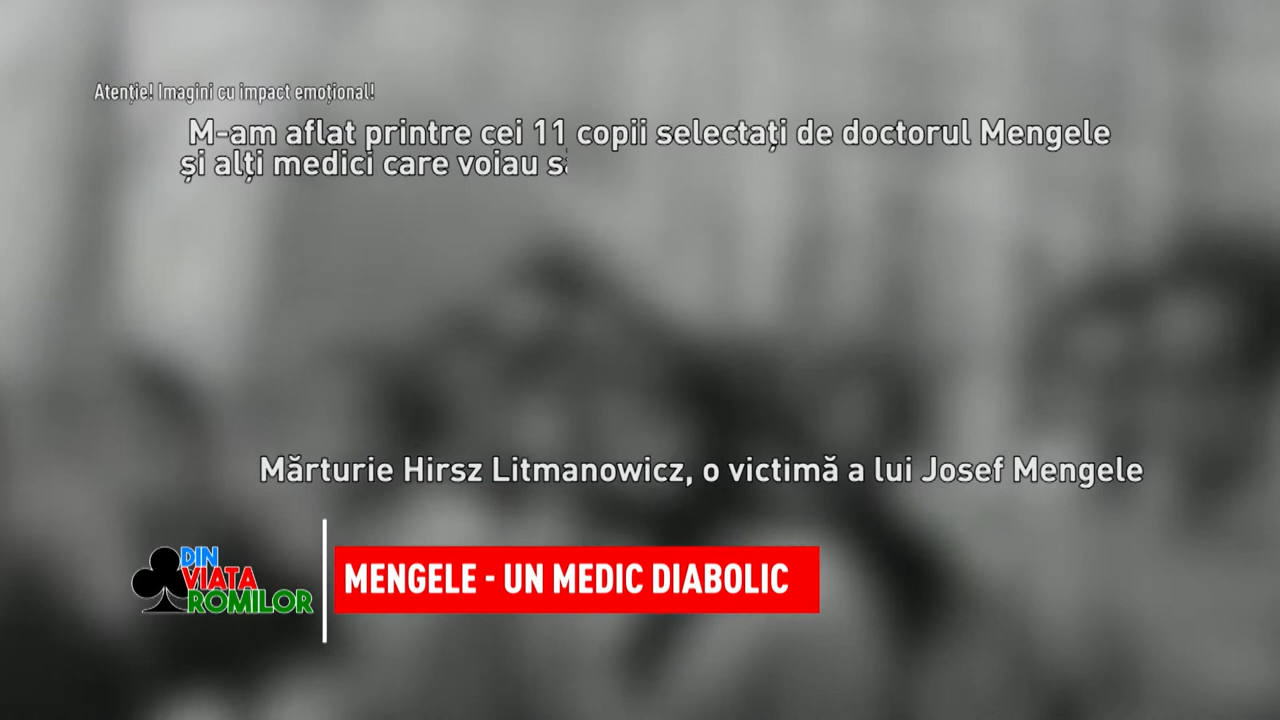 Atenție! Imagini cu impact emoțional!
M-am aflat printre cei 11 copii selectați de doctorul Mengele
și alți medici care voiau s
Mărturie Hirsz Litmanowicz, o victimă a lui Josef Mengele
DIN
VIATA
ROMILOR
MENGELE - UN MEDIC DIABOLIC